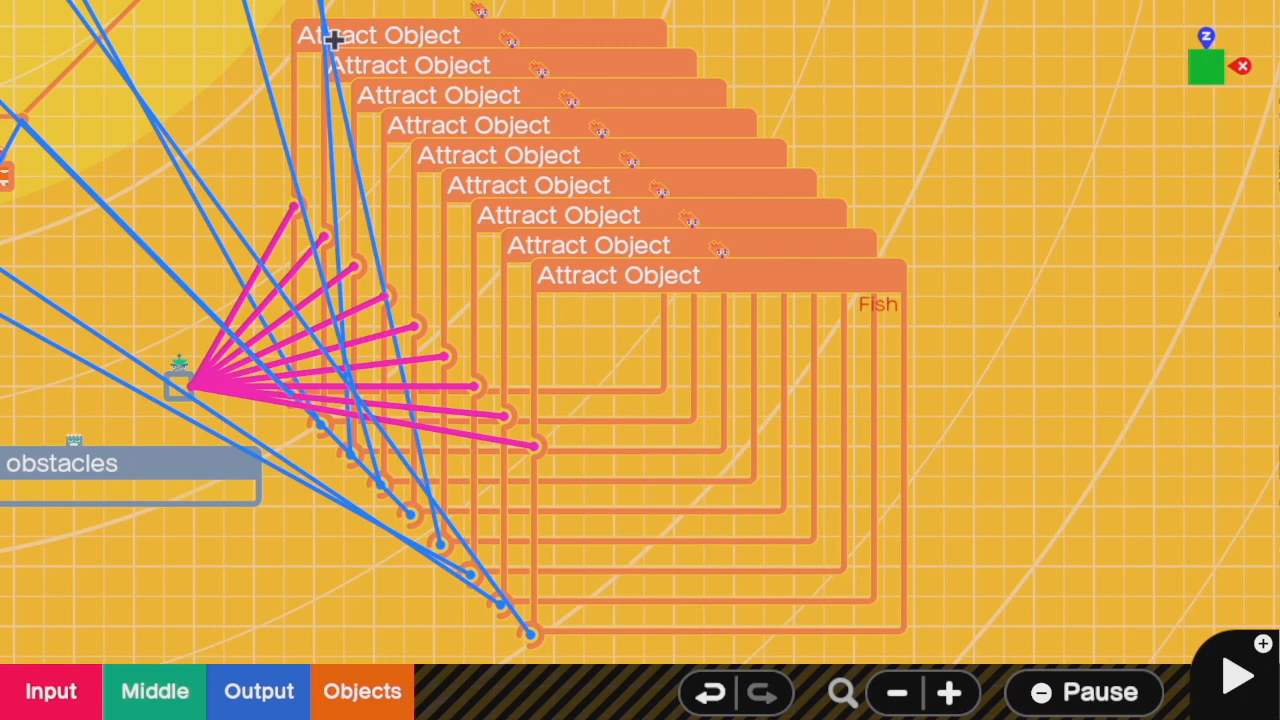 Attract Object
Attract Object
Attract Object
Attract Object
Attract Object
Attract Object
Attract Object
Attract Object
Attract Object
Fish
Z
obstacles
Input
Middle
Output
Objects
Pause